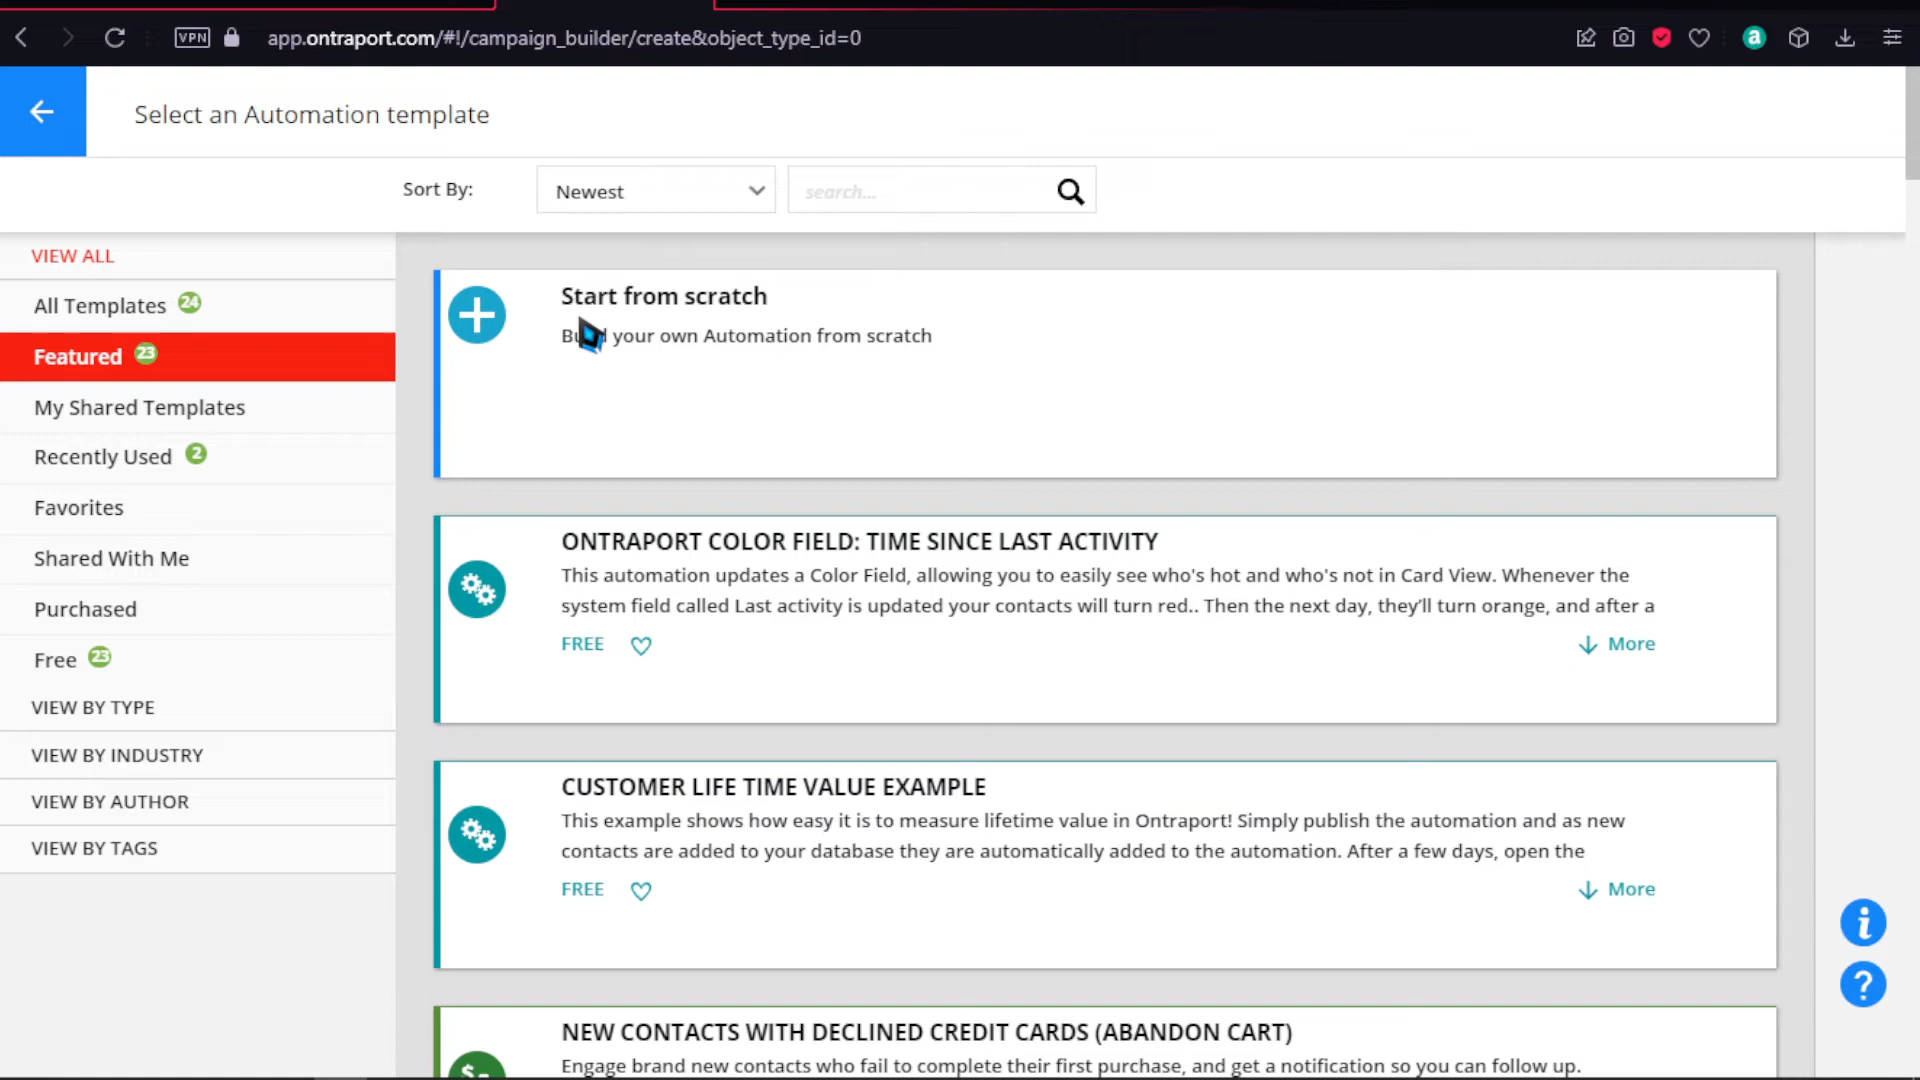 VPN
app.ontraport.com/#!/campaign_builder/create&object_type_id=0
a
Select an Automation template
Sort By:
Newest
search...
VIEW ALL
All Templates 24
Featured 23
My Shared Templates
Recently Used 2
Favorites
Shared With Me
Purchased
Free 23
VIEW BY TYPE
VIEW BY INDUSTRY
VIEW BY AUTHOR
VIEW BY TAGS
Start from scratch
Build your own Automation from scratch
ONTRAPORT COLOR FIELD: TIME SINCE LAST ACTIVITY
This automation updates a Color Field, allowing you to easily see who's hot and who's not in Card View. Whenever the
system field called Last activity is updated your contacts will turn red.. Then the next day, they'll turn orange, and after a
FREE
More
CUSTOMER LIFE TIME VALUE EXAMPLE
This example shows how easy it is to measure lifetime value in Ontraport! Simply publish the automation and as new
contacts are added to your database they are automatically added to the automation. After a few days, open the
FREE
More
NEW CONTACTS WITH DECLINED CREDIT CARDS (ABANDON CART)
Engage brand new contacts who fail to complete their first purchase, and get a notification so you can follow up.